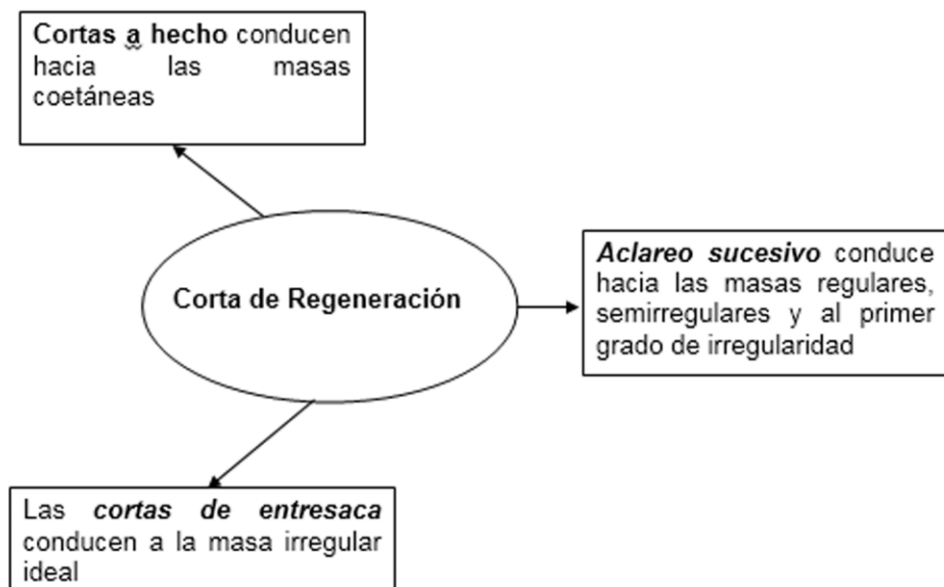 Cortas a hecho conducen
hacia las masas
coetáneas
Corta de Regeneración
Aclareo sucesivo conduce
hacia las masas regulares,
semirregulares y al primer
grado de irregularidad
Las cortas de entresaca
conducen a la masa irregular
ideal